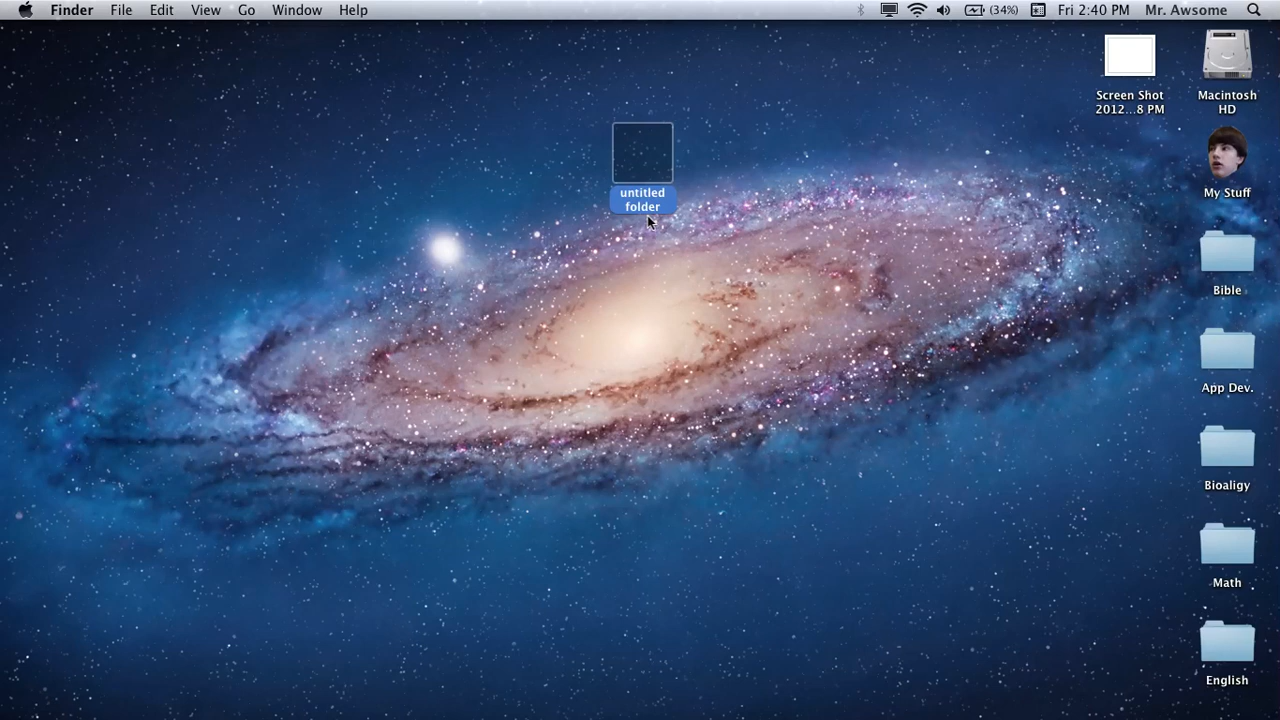 Finder File Edit View Go Window Help (34%) Fri 2:40 PM Mr. Awsome
Screen Shot
2012...8 PM
Macintosh
HD
untitled
folder
My Stuff
Bible
App Dev.
Bioaligy
Math
English